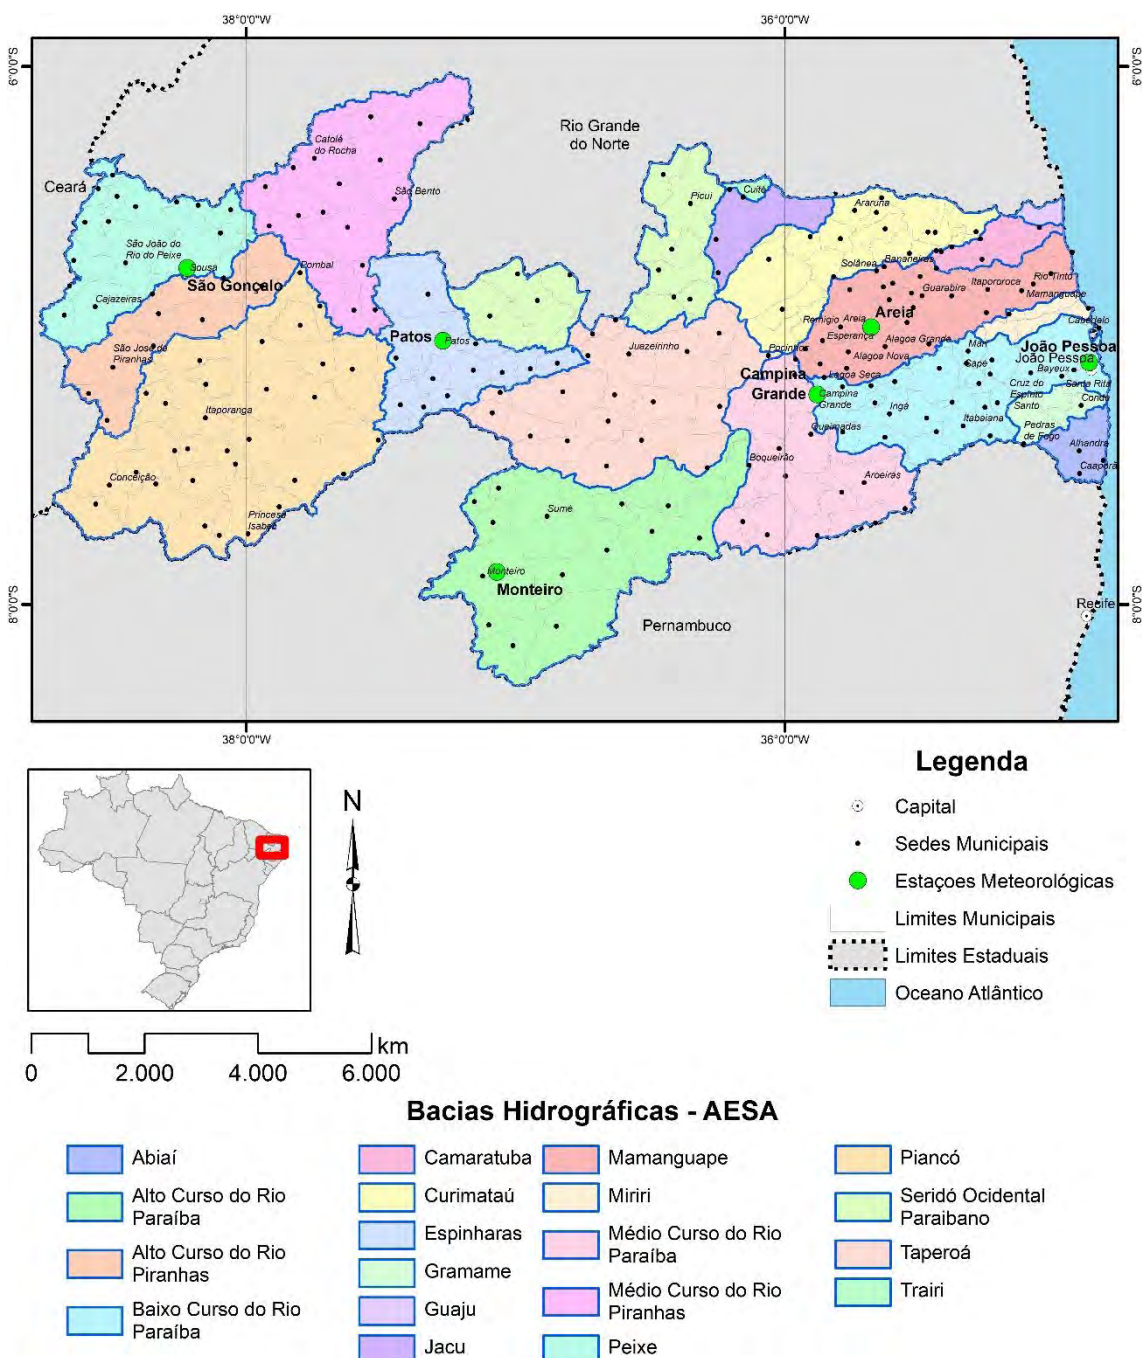 38°0'0"W
36°0'0"W
6°0'0"S
6°0'0"S
Rio Grande
do Norte
Catolé
do Rocha
Ceará
São Bento
Picuí
Cuité
Araruna
São João do
Rio do Peixe
Sousa
São Gonçalo
Pombal
Solânea
Bananeiras
Guarabira
Itapororoca
Rio Tinto
Mamanguape
Cajazeiras
Remígio
Areia
Areia
Esperança
Cabedelo
Patos
Patos
Juazeirinho
Pocinhos
Alagoa Grande
Alagoa Nova
Mari
Sapé
João Pessoa
João Pessoa
Bayeux
Santa Rita
São José de
Piranhas
Campina
Grande
Lagoa Seca
Campina
Grande
Cruz do
Espírito
Santo
Conde
Itaporanga
Ingá
Itabaiana
Queimadas
Pedras
de Fogo
Alhandra
Caaporã
Conceição
Boqueirão
Aroeiras
Princesa
Isabel
Sumé
Monteiro
Monteiro
Pernambuco
Recife
8°0'0"S
8°0'0"S
38°0'0"W
36°0'0"W
Legenda
Capital
Sedes Municipais
Estaçoes Meteorológicas
Limites Municipais
Limites Estaduais
Oceano Atlântico
N
km
0 2.000 4.000 6.000
Bacias Hidrográficas - AESA
Abiaí
Alto Curso do Rio
Paraíba
Alto Curso do Rio
Piranhas
Baixo Curso do Rio
Paraíba
Camaratuba
Curimataú
Espinharas
Gramame
Guaju
Jacu
Mamanguape
Miriri
Médio Curso do Rio
Paraíba
Médio Curso do Rio
Piranhas
Peixe
Piancó
Seridó Ocidental
Paraibano
Taperoá
Trairi